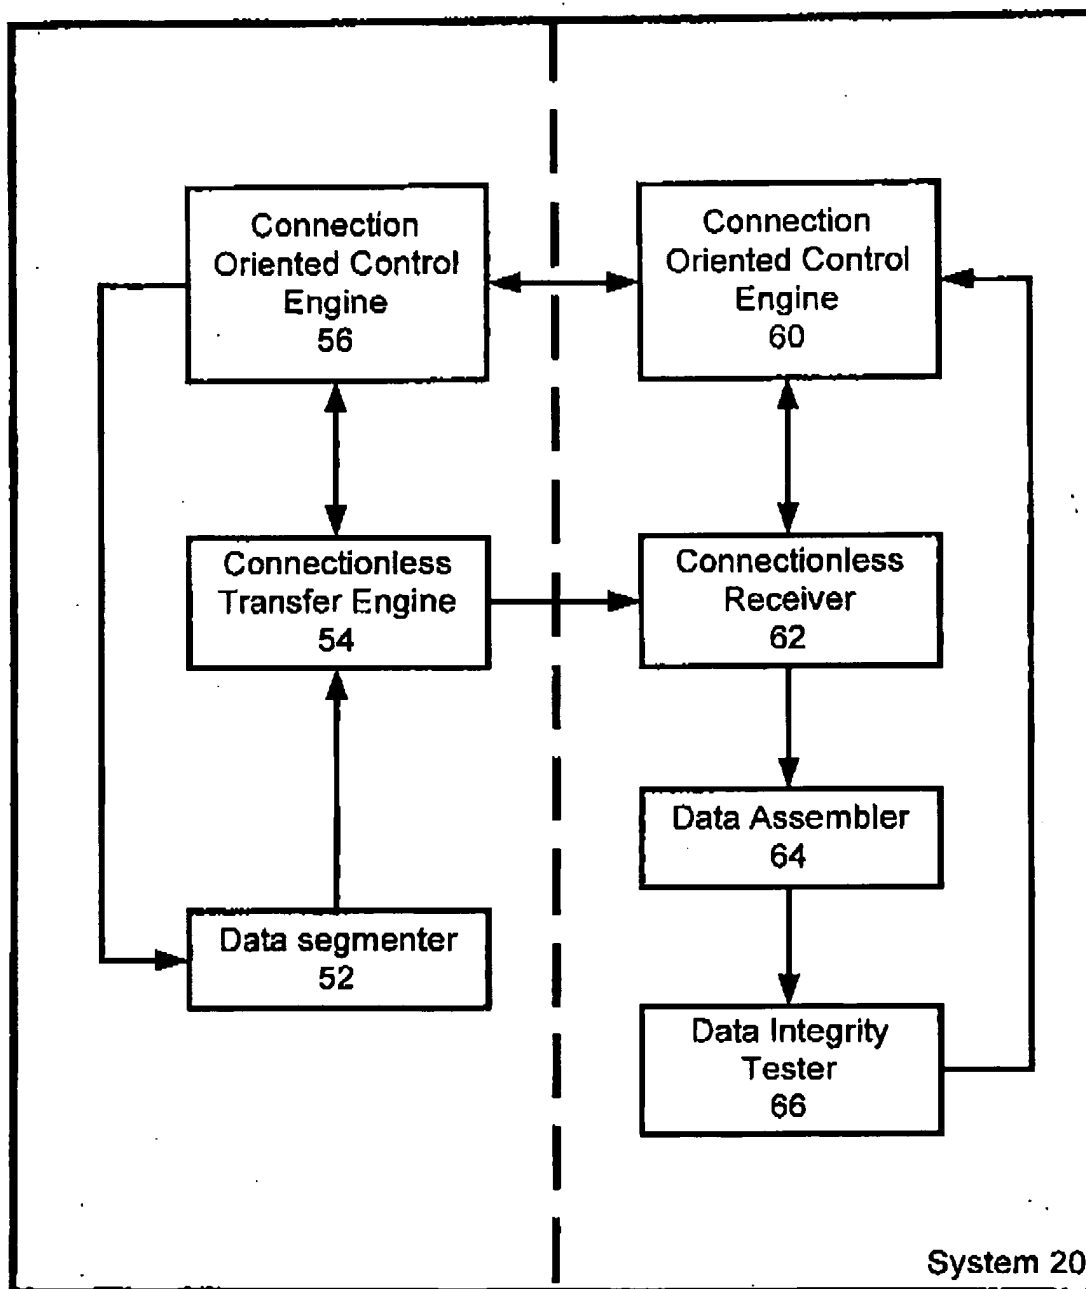 Connection
Oriented Control
Engine
56
Connection
Oriented Control
Engine
60
Connectionless
Transfer Engine
54
Connectionless
Receiver
62
Data Assembler
64
Data segmenter
52
Data Integrity
Tester
66
System 20